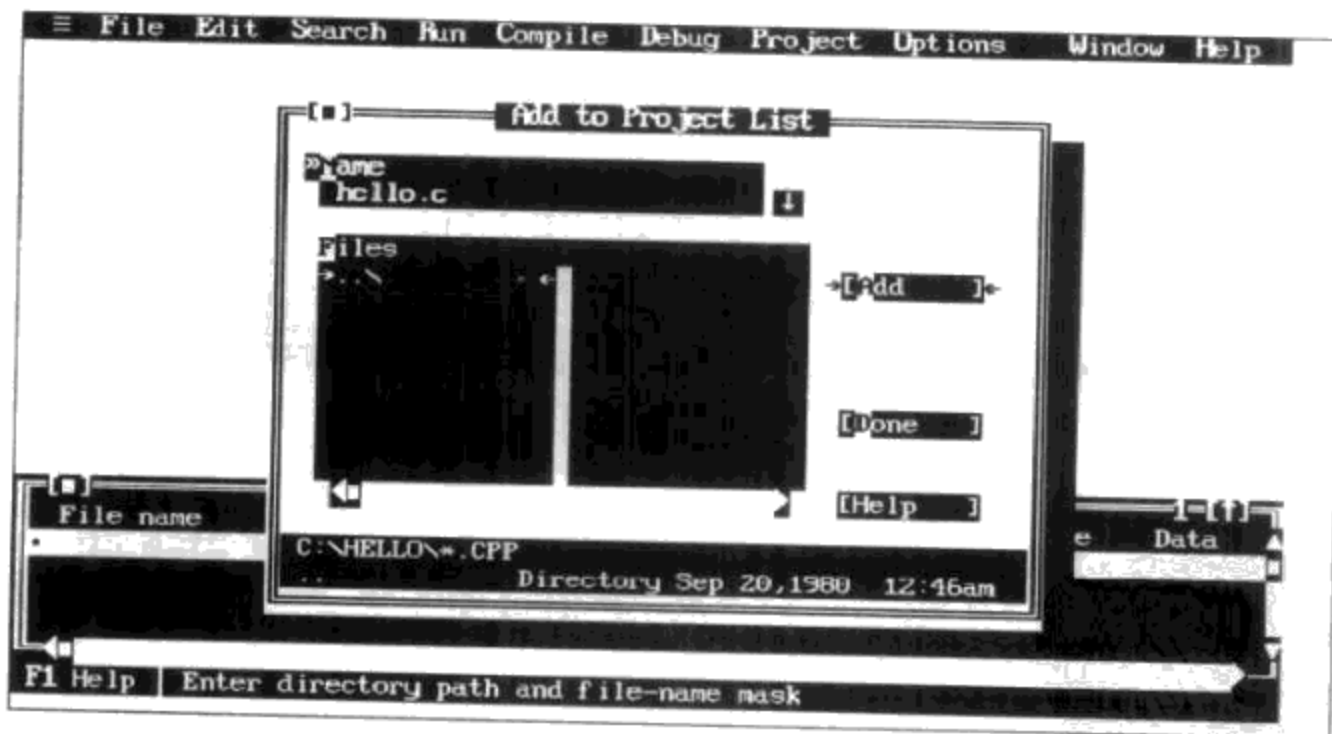 ≡ File Edit Search Run Compile Debug Project Options Window Help
[■] Add to Project List
»Name
hello.c
↓
Files
→..\ ←
→[Add ]←
[Done ]
[Help ]
C:\HELLO\*.CPP
.. Directory Sep 20,1980 12:46am
[■] 1-[↑]
File name e Data
F1 Help | Enter directory path and file-name mask